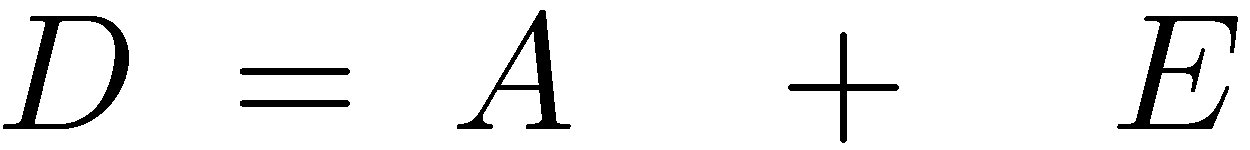 D = A + E